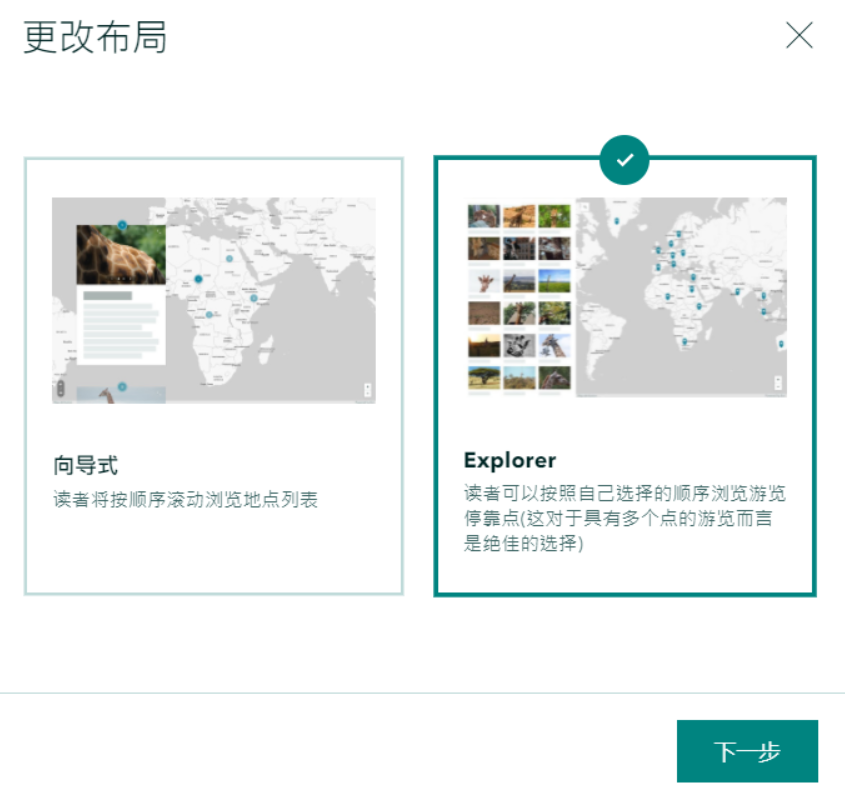 更改布局
向导式
读者将按顺序滚动浏览地点列表
Explorer
读者可以按照自己选择的顺序浏览游览
停靠点(这对于具有多个点的游览而言
是绝佳的选择)
下一步